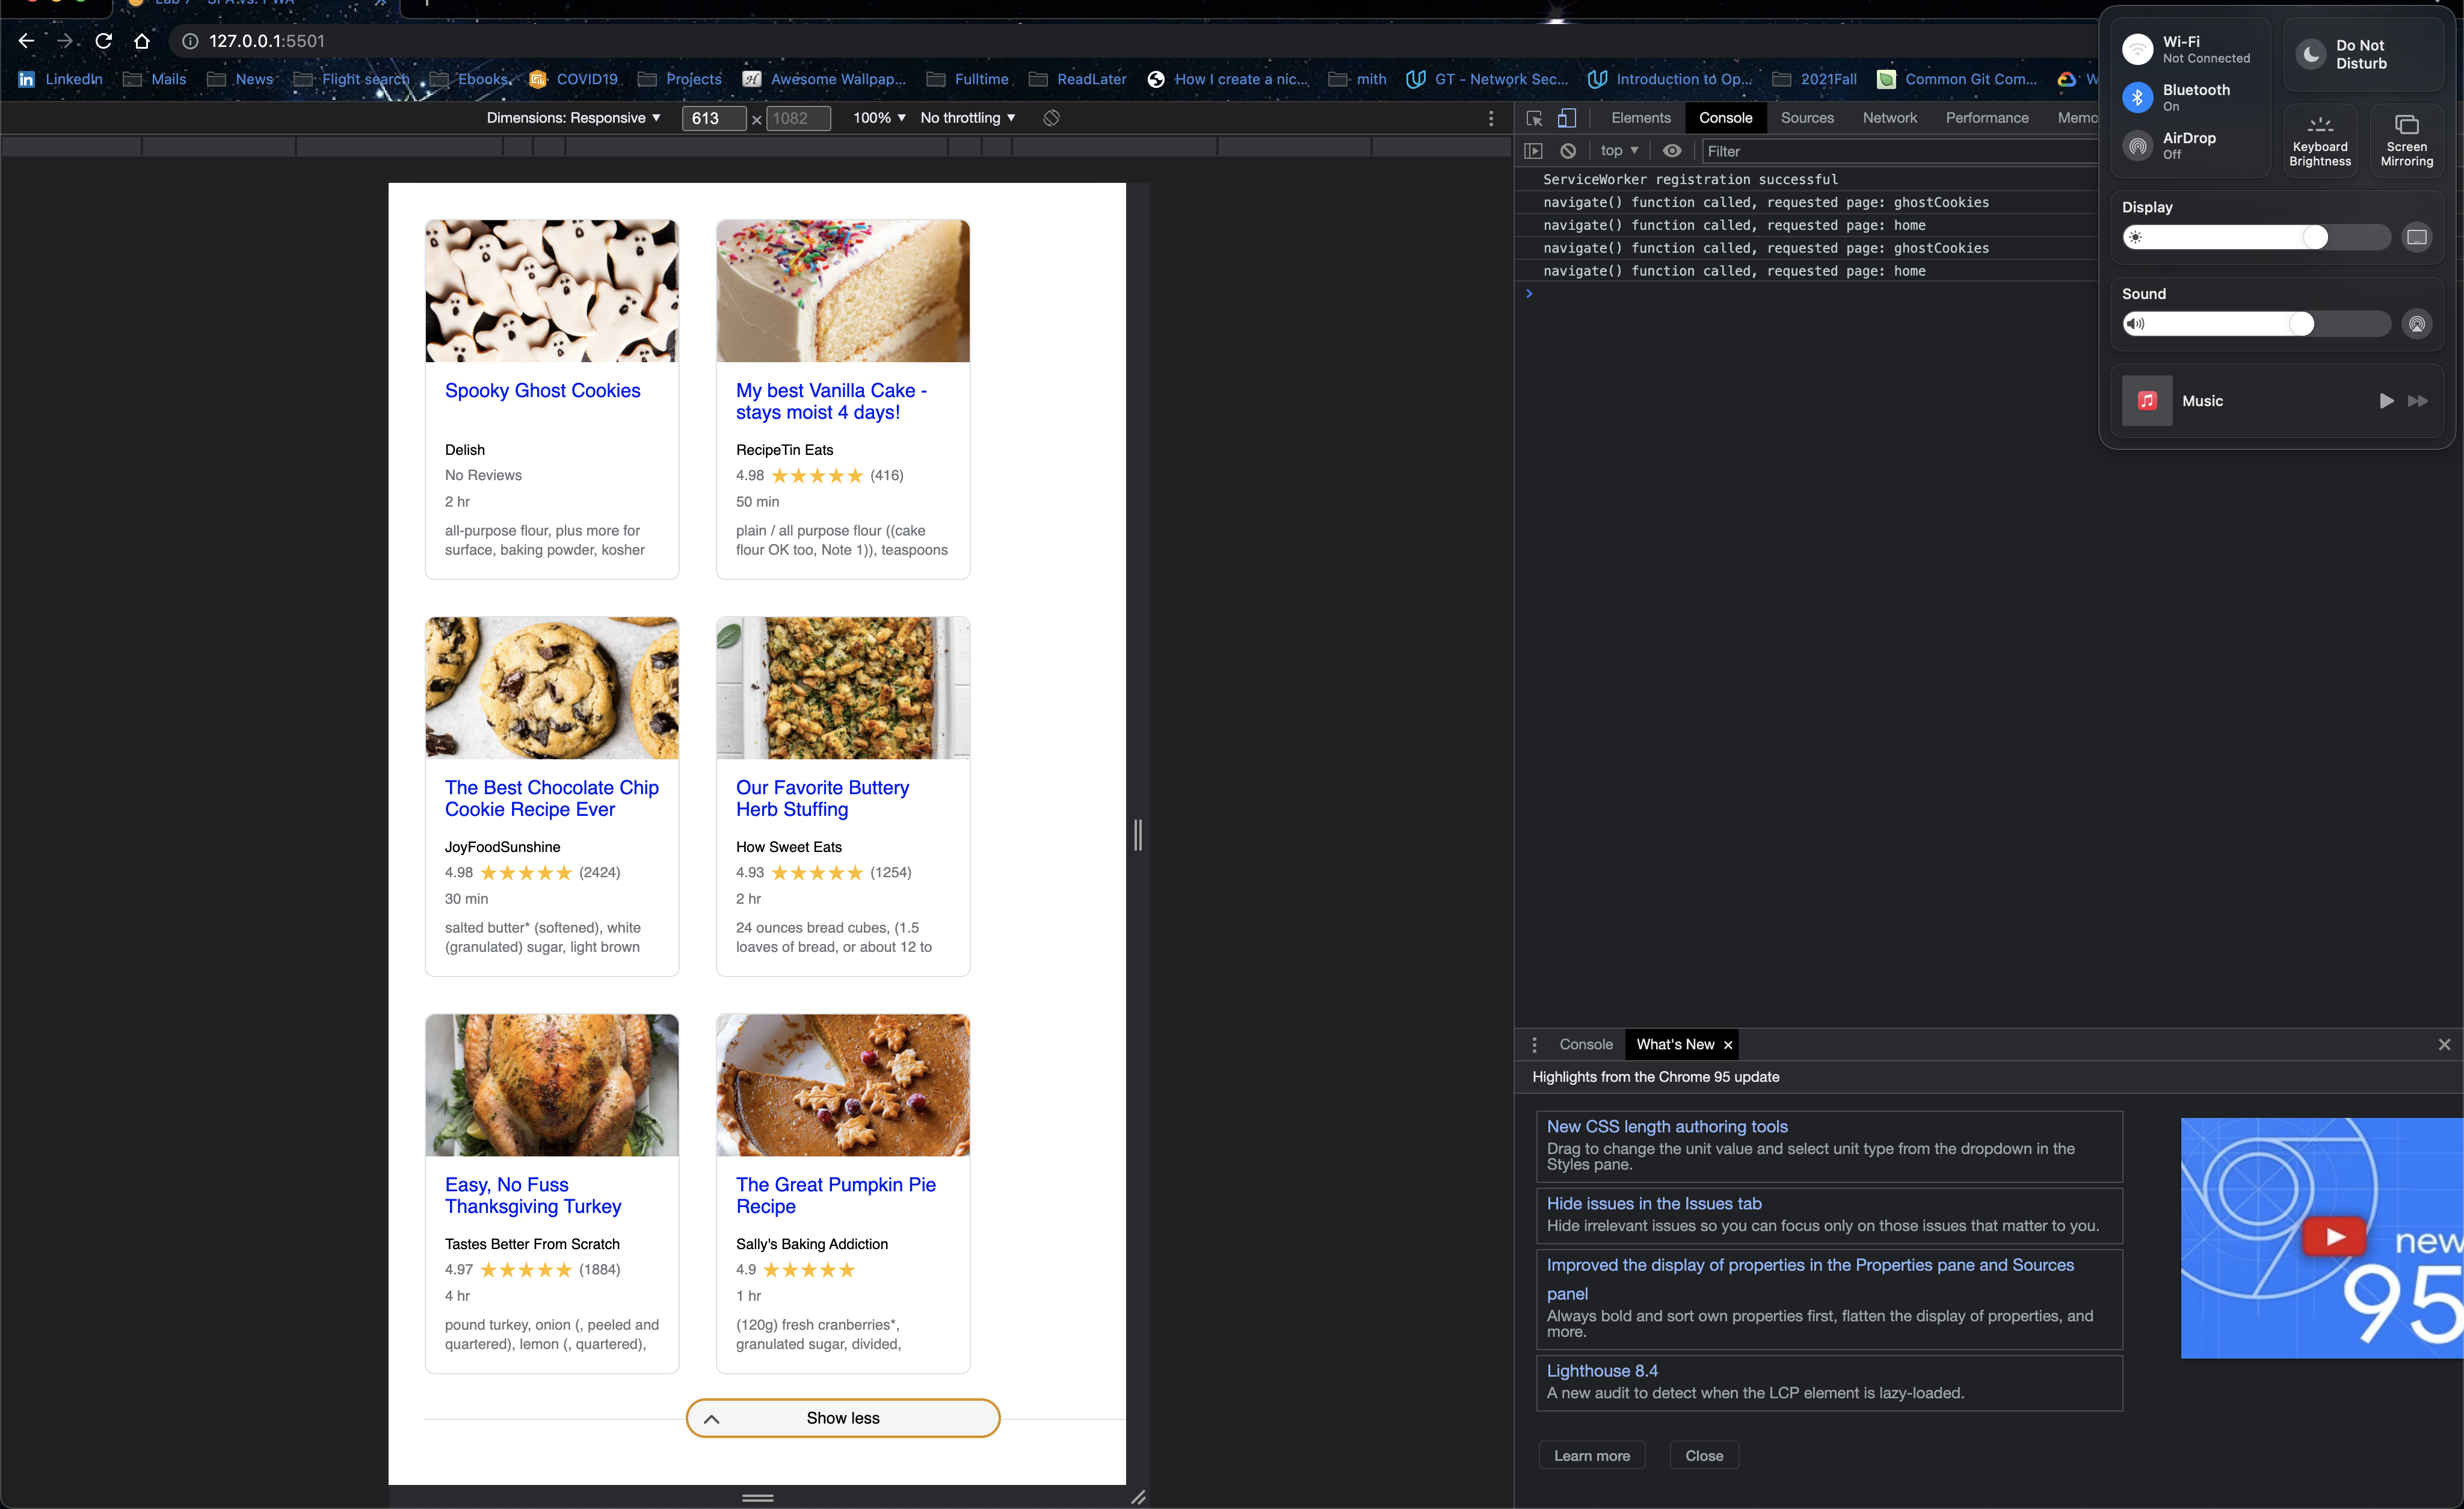 Lab 7 - SPA vs. PWA
127.0.0.1:5501
LinkedIn
Mails
News
Flight search
Ebooks
COVID19
Projects
Awesome Wallpap...
Fulltime
ReadLater
How I create a nic...
mith
GT - Network Sec...
Introduction to Op...
2021Fall
Common Git Com...
Dimensions: Responsive
613 × 1082
100%
No throttling
Elements
Console
Sources
Network
Performance
Memo
top
Filter
ServiceWorker registration successful
navigate() function called, requested page: ghostCookies
navigate() function called, requested page: home
navigate() function called, requested page: ghostCookies
navigate() function called, requested page: home
Wi-Fi
Not Connected
Bluetooth
On
AirDrop
Off
Do Not
Disturb
Keyboard
Brightness
Screen
Mirroring
Display
Sound
Music
Spooky Ghost Cookies
Delish
No Reviews
2 hr
all-purpose flour, plus more for
surface, baking powder, kosher
My best Vanilla Cake -
stays moist 4 days!
RecipeTin Eats
4.98 (416)
50 min
plain / all purpose flour ((cake
flour OK too, Note 1)), teaspoons
The Best Chocolate Chip
Cookie Recipe Ever
JoyFoodSunshine
4.98 (2424)
30 min
salted butter* (softened), white
(granulated) sugar, light brown
Our Favorite Buttery
Herb Stuffing
How Sweet Eats
4.93 (1254)
2 hr
24 ounces bread cubes, (1.5
loaves of bread, or about 12 to
Easy, No Fuss
Thanksgiving Turkey
Tastes Better From Scratch
4.97 (1884)
4 hr
pound turkey, onion (, peeled and
quartered), lemon (, quartered),
The Great Pumpkin Pie
Recipe
Sally's Baking Addiction
4.9
1 hr
(120g) fresh cranberries*,
granulated sugar, divided,
Show less
Console
What's New
Highlights from the Chrome 95 update
New CSS length authoring tools
Drag to change the unit value and select unit type from the dropdown in the
Styles pane.
Hide issues in the Issues tab
Hide irrelevant issues so you can focus only on those issues that matter to you.
Improved the display of properties in the Properties pane and Sources
panel
Always bold and sort own properties first, flatten the display of properties, and
more.
Lighthouse 8.4
A new audit to detect when the LCP element is lazy-loaded.
Learn more
Close
new
95